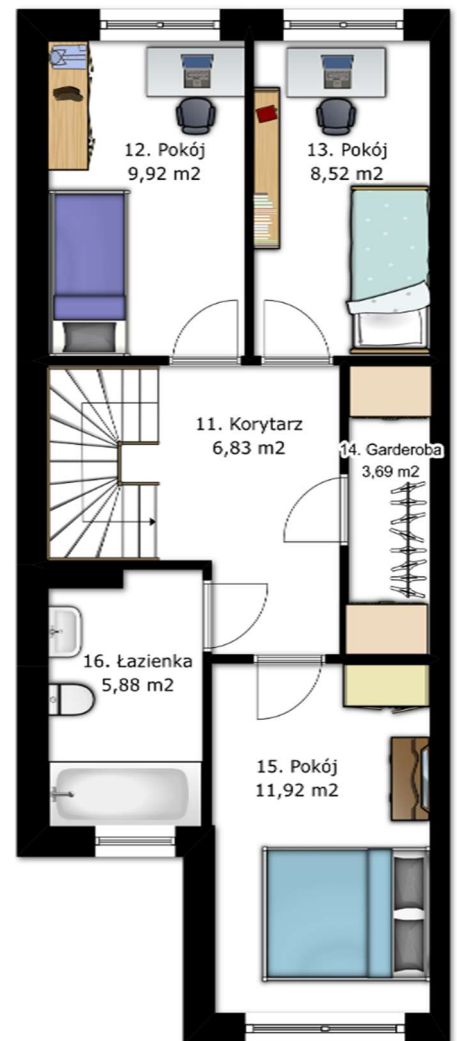 12. Pokój
9,92 m2
13. Pokój
8,52 m2
11. Korytarz
6,83 m2
14. Garderoba
3,69 m2
16. Łazienka
5,88 m2
15. Pokój
11,92 m2